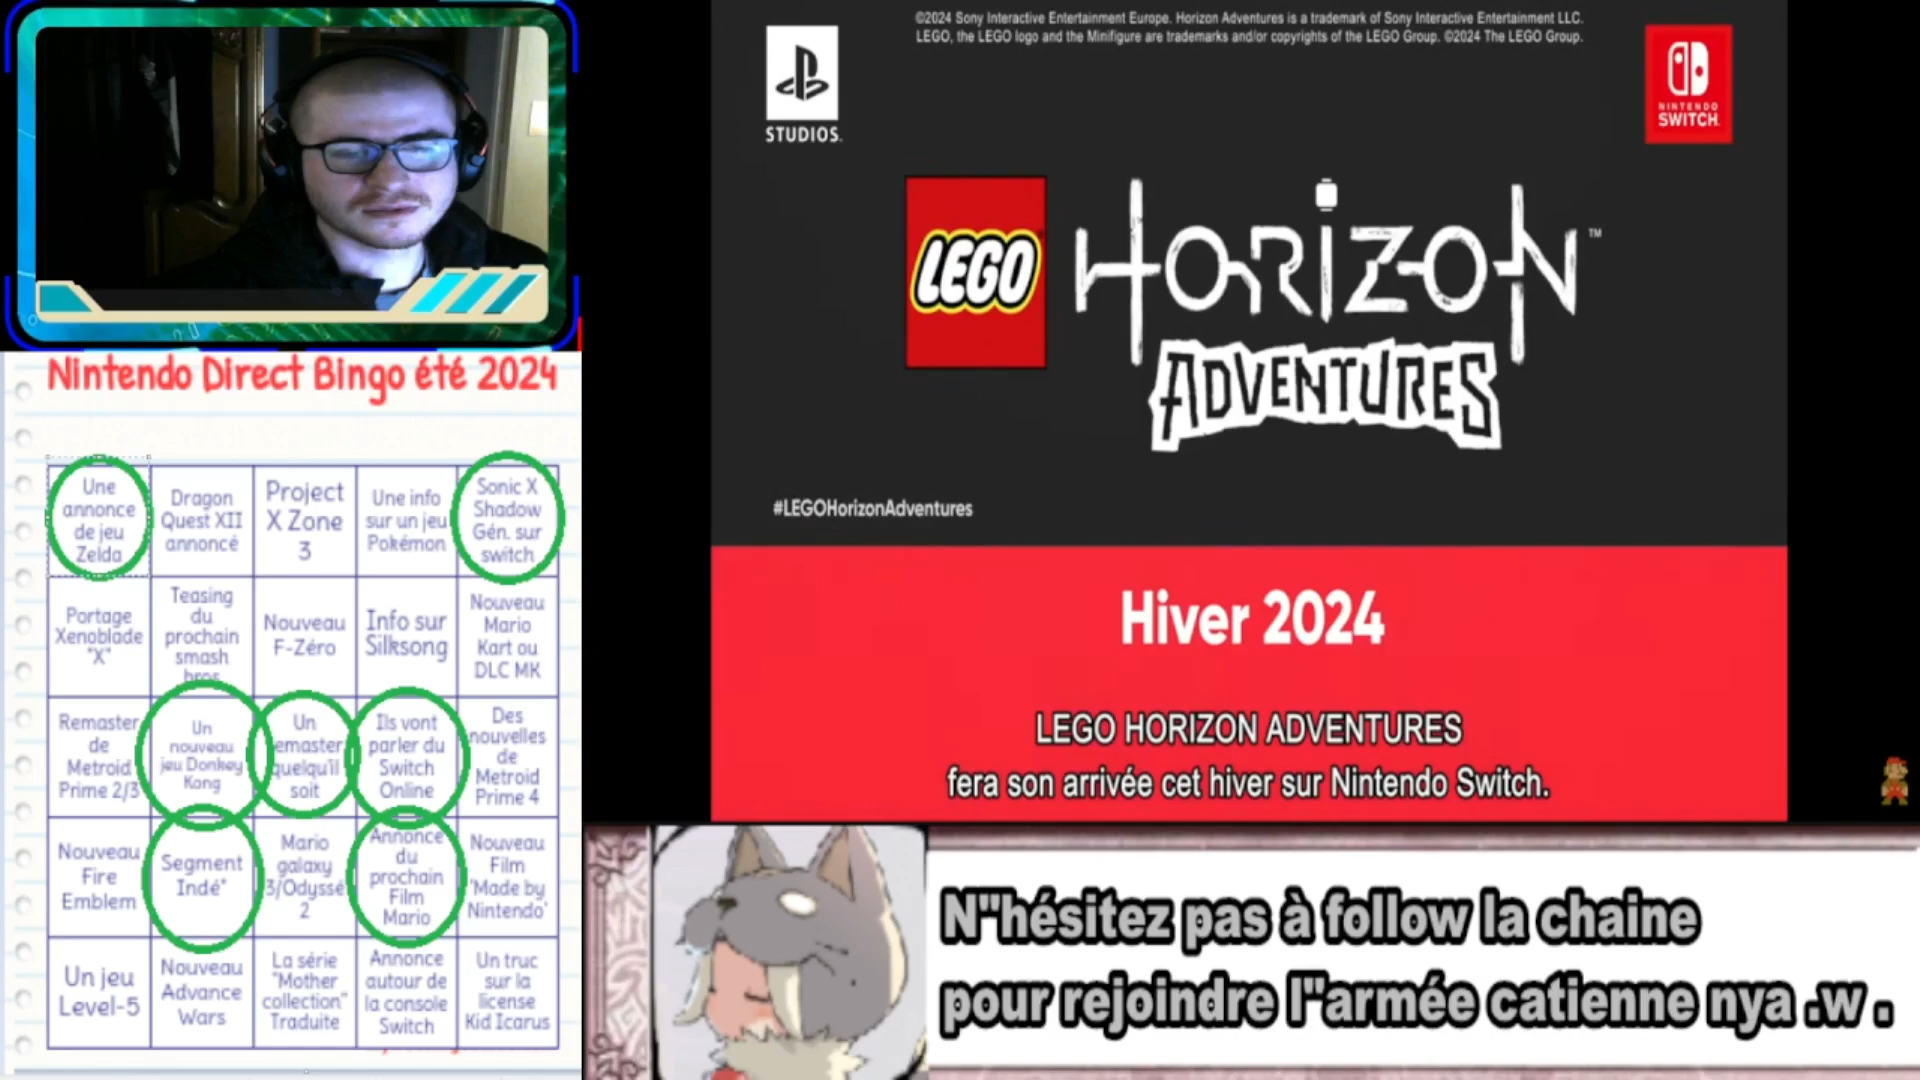 ©2024 Sony Interactive Entertainment Europe. Horizon Adventures is a trademark of Sony Interactive Entertainment LLC.
LEGO, the LEGO logo and the Minifigure are trademarks and/or copyrights of the LEGO Group. ©2024 The LEGO Group.
STUDIOS.
NINTENDO
SWITCH
LEGO
HORIZON™
ADVENTURES
#LEGOHorizonAdventures
Hiver 2024
LEGO HORIZON ADVENTURES
fera son arrivée cet hiver sur Nintendo Switch.
Nintendo Direct Bingo été 2024
Une
annonce
de jeu
Zelda
Dragon
Quest XII
annoncé
Project
X Zone
3
Une info
sur un jeu
Pokémon
Sonic X
Shadow
Gén. sur
switch
Portage
Xenoblade
"X"
Teasing
du
prochain
smash
bros
Nouveau
F-Zéro
Info sur
Silksong
Nouveau
Mario
Kart ou
DLC MK
Remaster
de
Metroid
Prime 2/3
Un
nouveau
jeu Donkey
Kong
Un
emaster
quelqu'il
soit
Ils vont
parler du
Switch
Online
Des
nouvelles
de
Metroid
Prime 4
Nouveau
Fire
Emblem
Segment
Indé"
Mario
galaxy
3/Odyssé
2
Annonce
du
prochain
Film
Mario
Nouveau
Film
'Made by
Nintendo'
Un jeu
Level-5
Nouveau
Advance
Wars
La série
"Mother
collection"
Traduite
Annonce
autour de
la console
Switch
Un truc
sur la
license
Kid Icarus
N"hésitez pas à follow la chaine
pour rejoindre l"armée catienne nya .w .